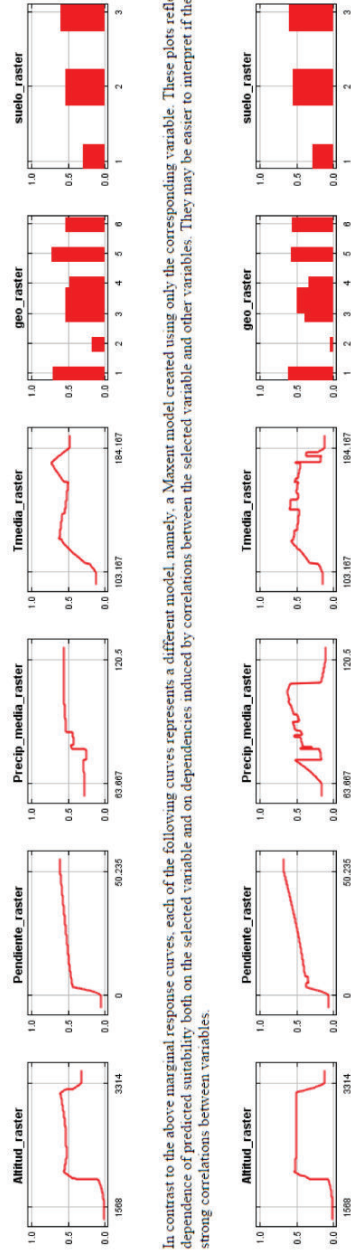 Altitud_raster Pendiente_raster Precip_media_raster Tmedia_raster geo_raster suelo_raster
1.0 1.0 1.0 1.0 1.0 1.0
0.5 0.5 0.5 0.5 0.5 0.5
0.0 0.0 0.0 0.0 0.0 0.0
1568 3314 0 50.235 63.667 120.5 103.167 184.167 1 2 3 4 5 6 1 2 3
In contrast to the above marginal response curves, each of the following curves represents a different model, namely, a Maxent model created using only the corresponding variable. These plots refle
dependence of predicted suitability both on the selected variable and on dependencies induced by correlations between the selected variable and other variables. They may be easier to interpret if the
strong correlations between variables.
Altitud_raster Pendiente_raster Precip_media_raster Tmedia_raster geo_raster suelo_raster
1.0 1.0 1.0 1.0 1.0 1.0
0.5 0.5 0.5 0.5 0.5 0.5
0.0 0.0 0.0 0.0 0.0 0.0
1568 3314 0 50.235 63.667 120.5 103.167 184.167 1 2 3 4 5 6 1 2 3